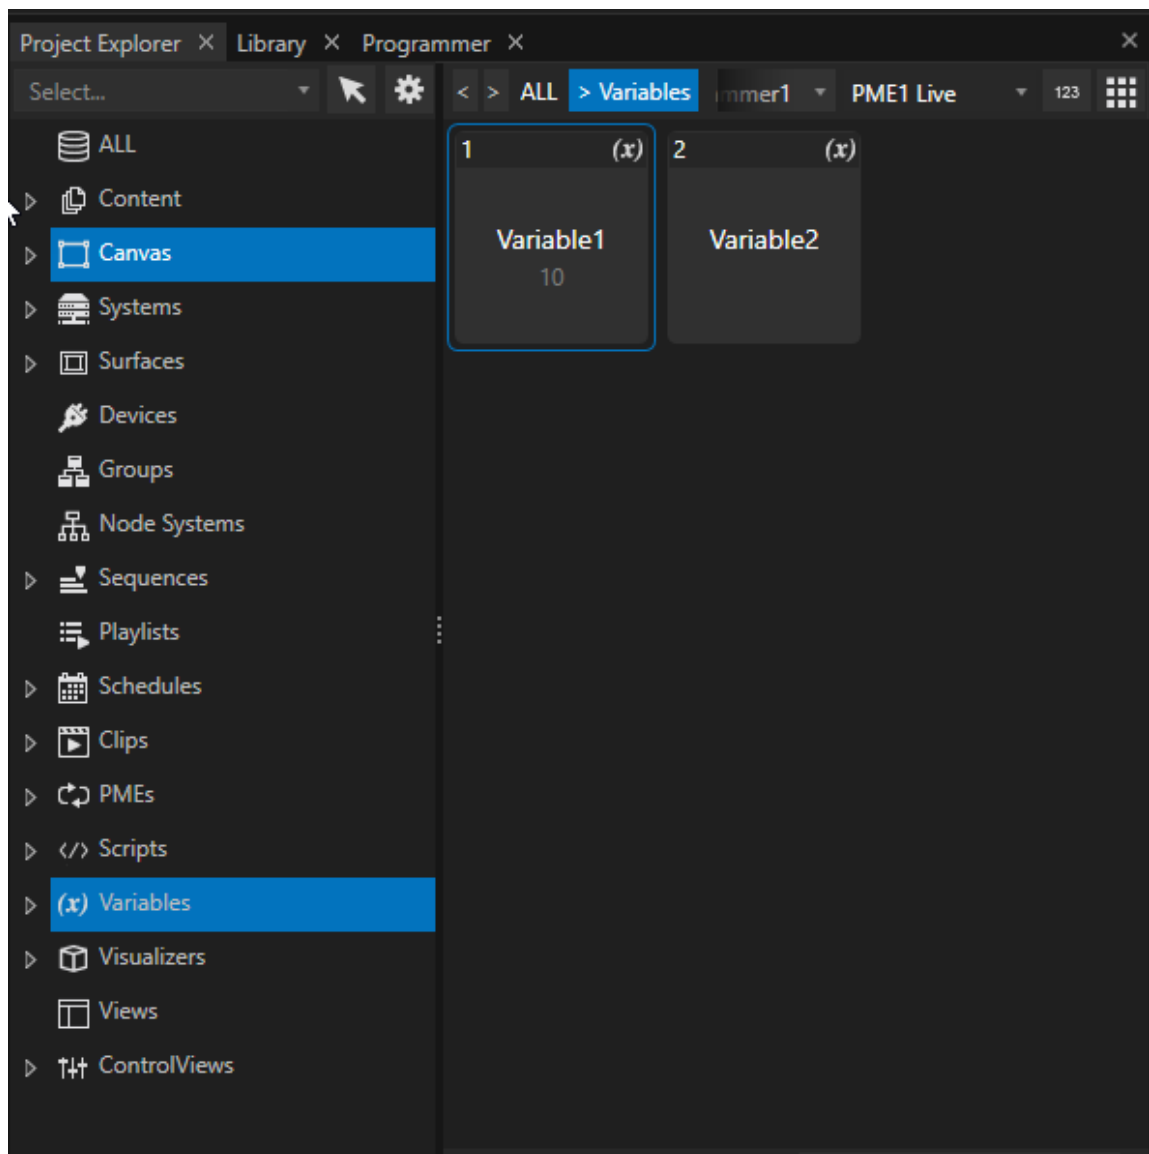 Project Explorer Library Programmer
Select...
< > ALL > Variables mmer1 PME1 Live 123
ALL
Content
Canvas
Systems
Surfaces
Devices
Groups
Node Systems
Sequences
Playlists
Schedules
Clips
PMEs
</> Scripts
(x) Variables
Visualizers
Views
ControlViews
1 (x)
Variable1
10
2 (x)
Variable2